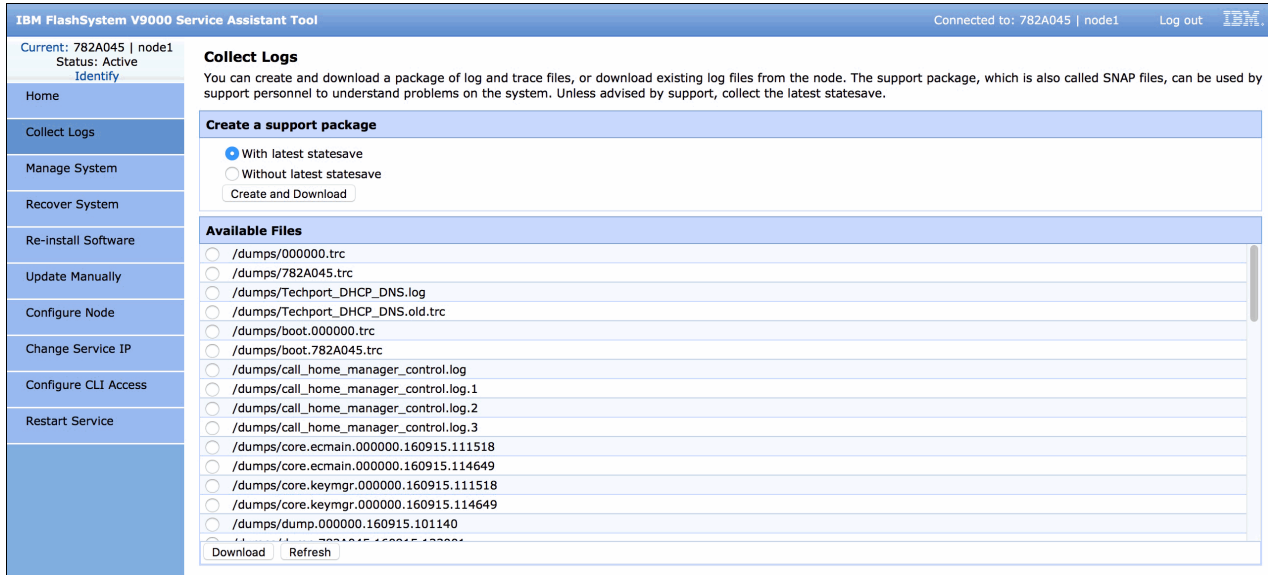 IBM FlashSystem V9000 Service Assistant Tool
Connected to: 782A045 | node1
Log out
IBM.
Current: 782A045 | node1
Status: Active
Identify
Home
Collect Logs
Manage System
Recover System
Re-install Software
Update Manually
Configure Node
Change Service IP
Configure CLI Access
Restart Service
Collect Logs
You can create and download a package of log and trace files, or download existing log files from the node. The support package, which is also called SNAP files, can be used by
support personnel to understand problems on the system. Unless advised by support, collect the latest statesave.
Create a support package
With latest statesave
Without latest statesave
Create and Download
Available Files
/dumps/000000.trc
/dumps/782A045.trc
/dumps/Techport_DHCP_DNS.log
/dumps/Techport_DHCP_DNS.old.trc
/dumps/boot.000000.trc
/dumps/boot.782A045.trc
/dumps/call_home_manager_control.log
/dumps/call_home_manager_control.log.1
/dumps/call_home_manager_control.log.2
/dumps/call_home_manager_control.log.3
/dumps/core.ecmain.000000.160915.111518
/dumps/core.ecmain.000000.160915.114649
/dumps/core.keymgr.000000.160915.111518
/dumps/core.keymgr.000000.160915.114649
/dumps/dump.000000.160915.101140
Download
Refresh